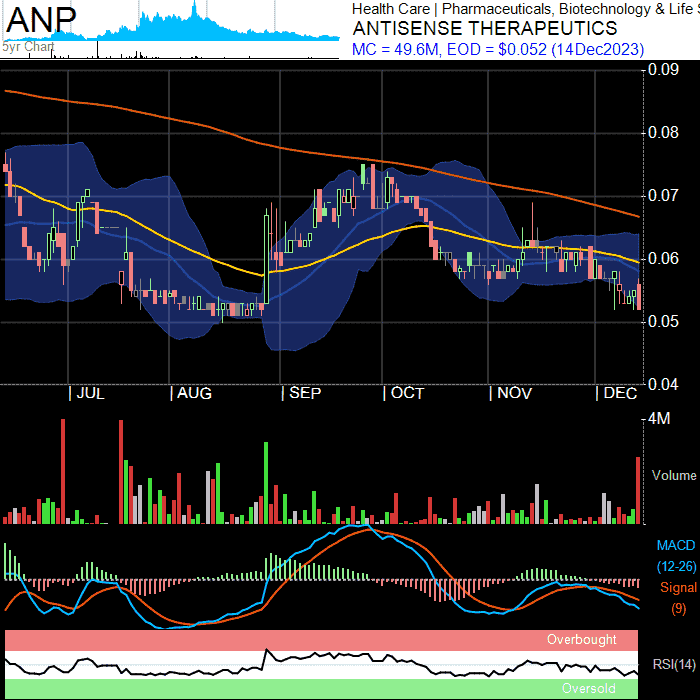 ANP
5yr Chart
Health Care | Pharmaceuticals, Biotechnology & Life S
ANTISENSE THERAPEUTICS
MC = 49.6M, EOD = $0.052 (14Dec2023)
0.09
0.08
0.07
0.06
0.05
0.04
| JUL | AUG | SEP | OCT | NOV | DEC
4M
Volume
MACD
(12-26)
Signal
(9)
Overbought
RSI(14)
Oversold